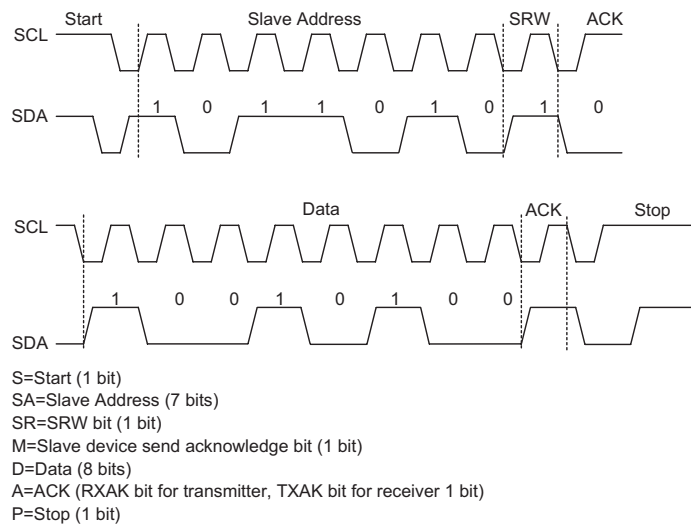 Start Slave Address SRW ACK
SCL
1 0 1 1 0 1 0 1 0
SDA
Data ACK Stop
SCL
1 0 0 1 0 1 0 0
SDA
S=Start (1 bit)
SA=Slave Address (7 bits)
SR=SRW bit (1 bit)
M=Slave device send acknowledge bit (1 bit)
D=Data (8 bits)
A=ACK (RXAK bit for transmitter, TXAK bit for receiver 1 bit)
P=Stop (1 bit)